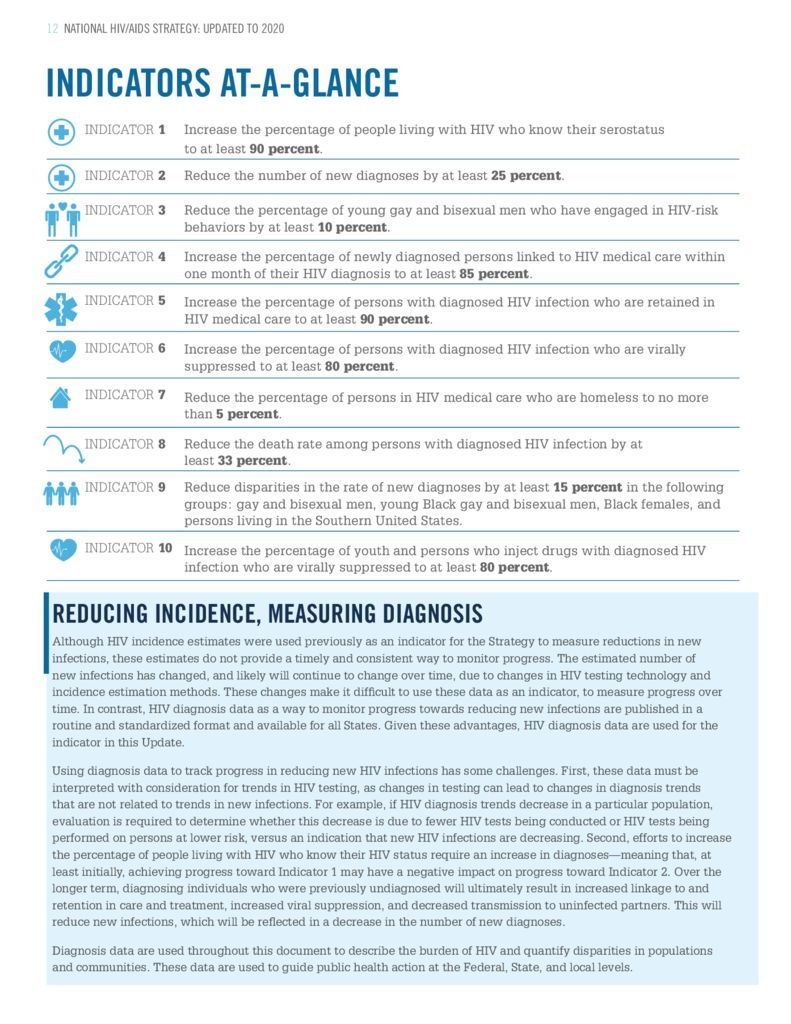 12 NATIONAL HIV/AIDS STRATEGY: UPDATED TO 2020
INDICATORS AT-A-GLANCE
INDICATOR 1 Increase the percentage of people living with HIV who know their serostatus
to at least 90 percent.
INDICATOR 2 Reduce the number of new diagnoses by at least 25 percent.
INDICATOR 3 Reduce the percentage of young gay and bisexual men who have engaged in HIV-risk
behaviors by at least 10 percent.
INDICATOR 4 Increase the percentage of newly diagnosed persons linked to HIV medical care within
one month of their HIV diagnosis to at least 85 percent.
INDICATOR 5 Increase the percentage of persons with diagnosed HIV infection who are retained in
HIV medical care to at least 90 percent.
INDICATOR 6 Increase the percentage of persons with diagnosed HIV infection who are virally
suppressed to at least 80 percent.
INDICATOR 7 Reduce the percentage of persons in HIV medical care who are homeless to no more
than 5 percent.
INDICATOR 8 Reduce the death rate among persons with diagnosed HIV infection by at
least 33 percent.
INDICATOR 9 Reduce disparities in the rate of new diagnoses by at least 15 percent in the following
groups: gay and bisexual men, young Black gay and bisexual men, Black females, and
persons living in the Southern United States.
INDICATOR 10 Increase the percentage of youth and persons who inject drugs with diagnosed HIV
infection who are virally suppressed to at least 80 percent.
REDUCING INCIDENCE, MEASURING DIAGNOSIS
Although HIV incidence estimates were used previously as an indicator for the Strategy to measure reductions in new
infections, these estimates do not provide a timely and consistent way to monitor progress. The estimated number of
new infections has changed, and likely will continue to change over time, due to changes in HIV testing technology and
incidence estimation methods. These changes make it difficult to use these data as an indicator, to measure progress over
time. In contrast, HIV diagnosis data as a way to monitor progress towards reducing new infections are published in a
routine and standardized format and available for all States. Given these advantages, HIV diagnosis data are used for the
indicator in this Update.
Using diagnosis data to track progress in reducing new HIV infections has some challenges. First, these data must be
interpreted with consideration for trends in HIV testing, as changes in testing can lead to changes in diagnosis trends
that are not related to trends in new infections. For example, if HIV diagnosis trends decrease in a particular population,
evaluation is required to determine whether this decrease is due to fewer HIV tests being conducted or HIV tests being
performed on persons at lower risk, versus an indication that new HIV infections are decreasing. Second, efforts to increase
the percentage of people living with HIV who know their HIV status require an increase in diagnoses—meaning that, at
least initially, achieving progress toward Indicator 1 may have a negative impact on progress toward Indicator 2. Over the
longer term, diagnosing individuals who were previously undiagnosed will ultimately result in increased linkage to and
retention in care and treatment, increased viral suppression, and decreased transmission to uninfected partners. This will
reduce new infections, which will be reflected in a decrease in the number of new diagnoses.
Diagnosis data are used throughout this document to describe the burden of HIV and quantify disparities in populations
and communities. These data are used to guide public health action at the Federal, State, and local levels.